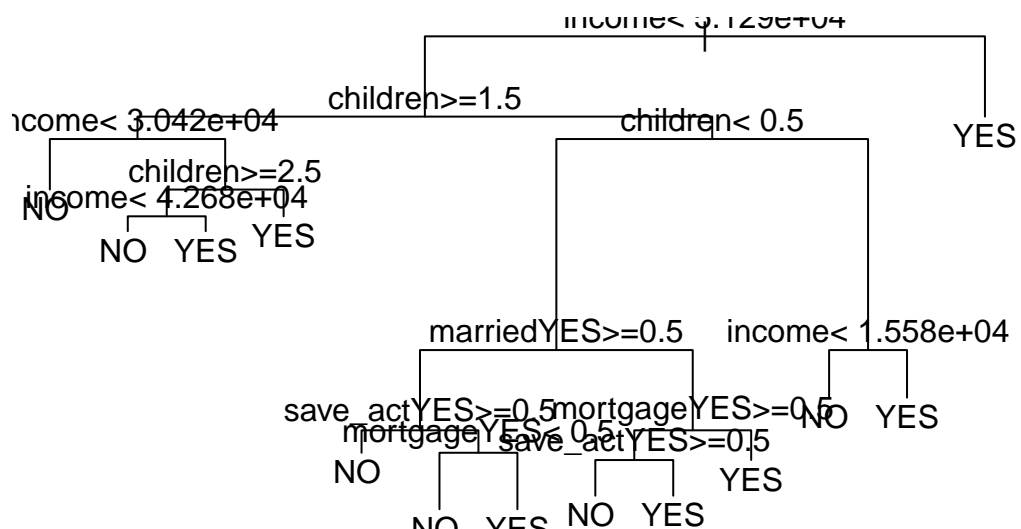 income< 5.129e+04
children>=1.5
ncome< 3.042e+04
children< 0.5
YES
children>=2.5
income< 4.268e+04
NO
NO
YES
YES
marriedYES>=0.5
income< 1.558e+04
save_actYES>=0.5
mortgageYES>=0.5
NO
YES
mortgageYES< 0.5
save_actYES>=0.5
NO
YES
NO
YES
NO
YES